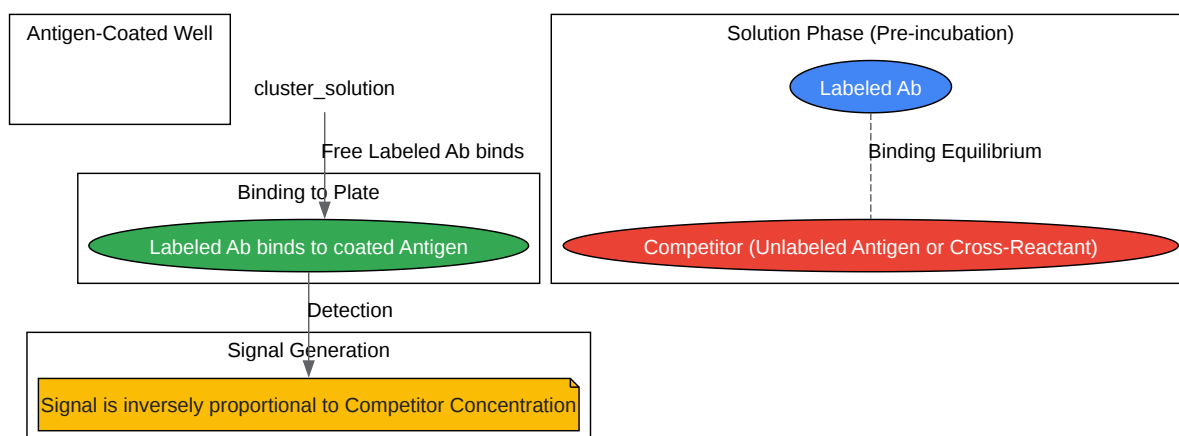 Antigen-Coated Well
cluster_solution
Free Labeled Ab binds
Binding to Plate
Labeled Ab binds to coated Antigen
Detection
Signal Generation
Signal is inversely proportional to Competitor Concentration
Solution Phase (Pre-incubation)
Labeled Ab
Binding Equilibrium
Competitor (Unlabeled Antigen or Cross-Reactant)